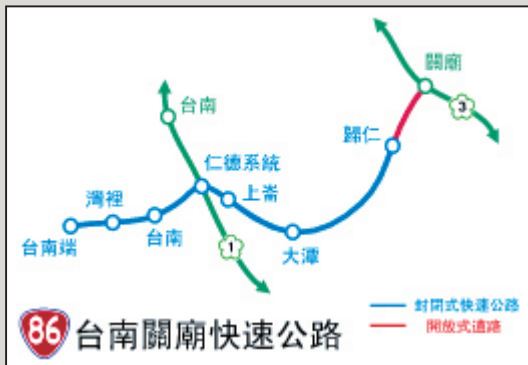 關廟
3
台南
歸仁
仁德系統
上崙
灣裡
台南
台南端
1
大潭
封閉式快速公路
開放式道路
86 台南關廟快速公路